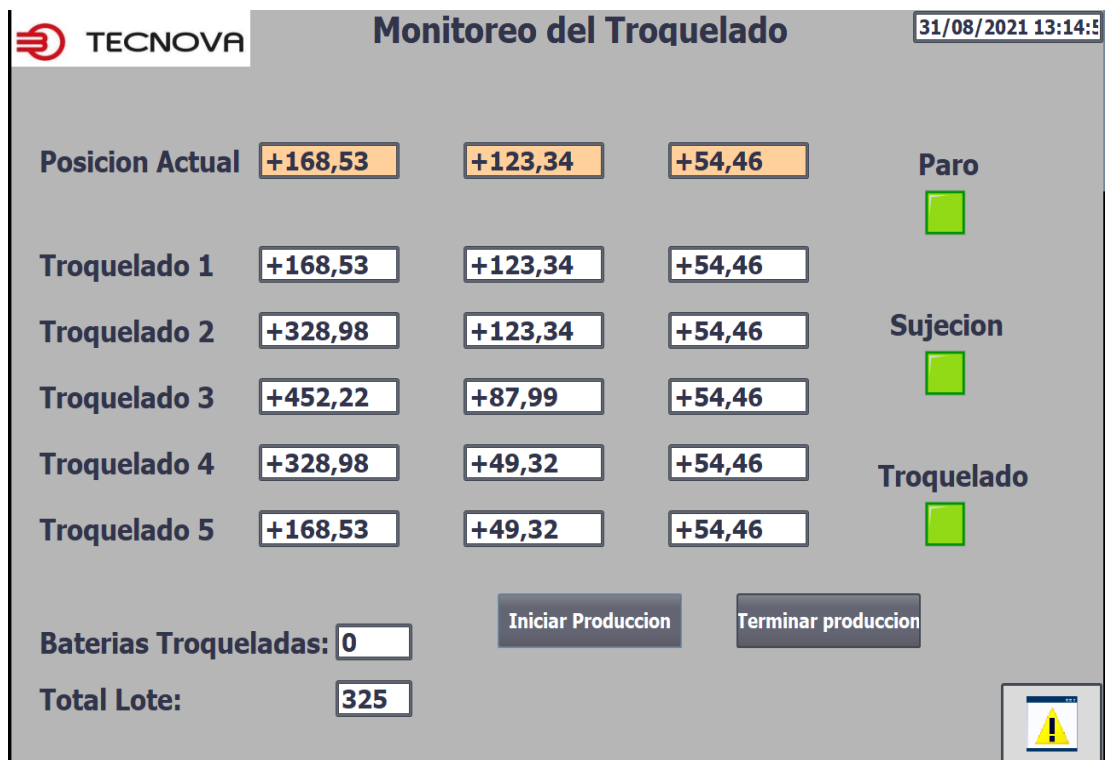 TECNOVA
Monitoreo del Troquelado
31/08/2021 13:14:5
Posicion Actual +168,53 +123,34 +54,46
Paro
Troquelado 1 +168,53 +123,34 +54,46
Troquelado 2 +328,98 +123,34 +54,46
Sujecion
Troquelado 3 +452,22 +87,99 +54,46
Troquelado 4 +328,98 +49,32 +54,46
Troquelado
Troquelado 5 +168,53 +49,32 +54,46
Iniciar Produccion
Terminar produccion
Baterias Troqueladas: 0
Total Lote: 325